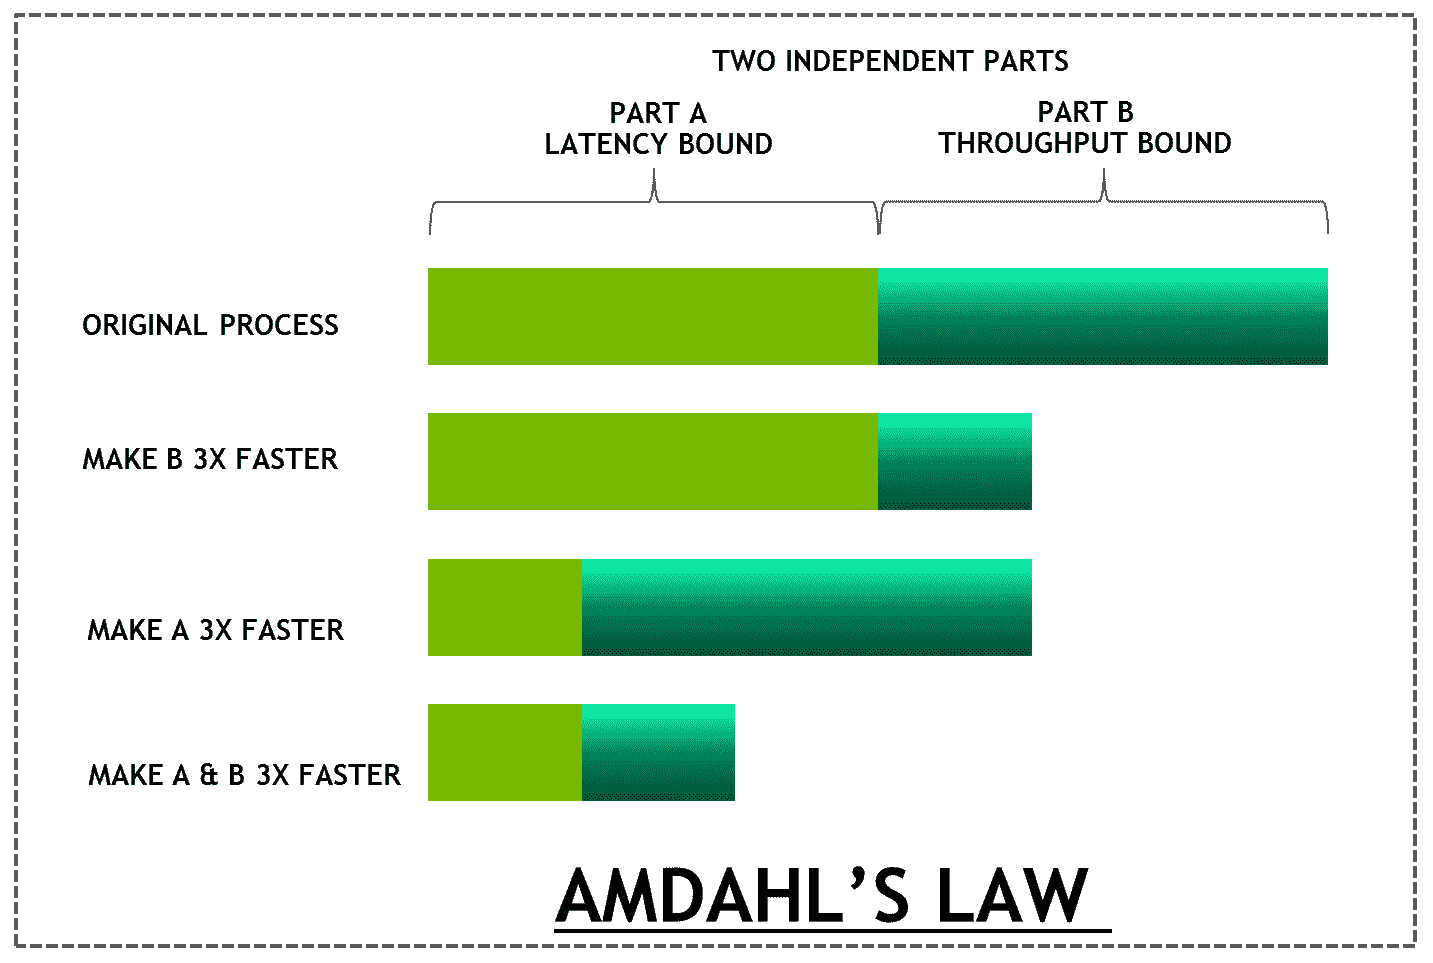 TWO INDEPENDENT PARTS
PART A
LATENCY BOUND
PART B
THROUGHPUT BOUND
ORIGINAL PROCESS
MAKE B 3X FASTER
MAKE A 3X FASTER
MAKE A & B 3X FASTER
AMDAHL’S LAW